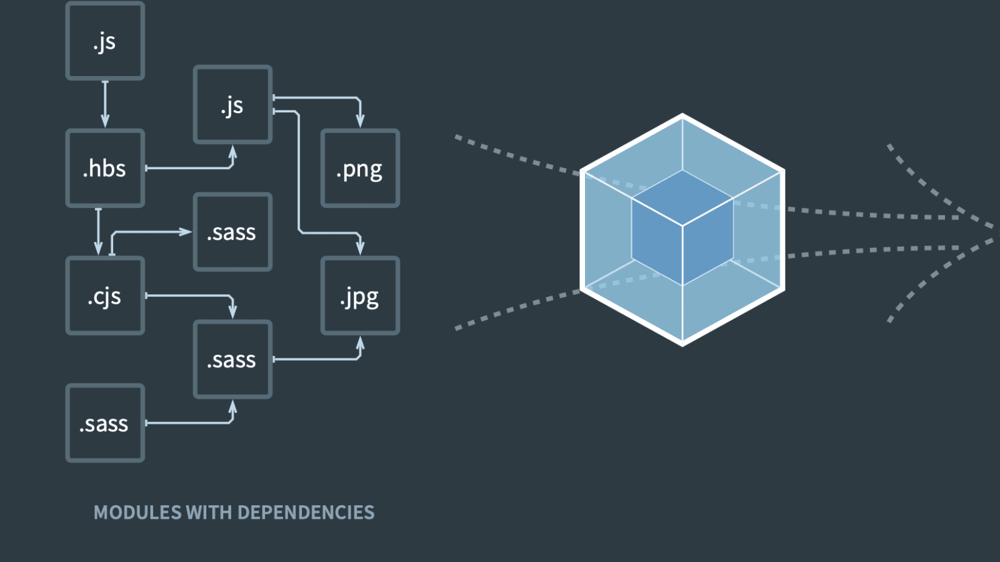 .js
.js
.hbs
.png
.sass
.cjs
.jpg
.sass
.sass
MODULES WITH DEPENDENCIES